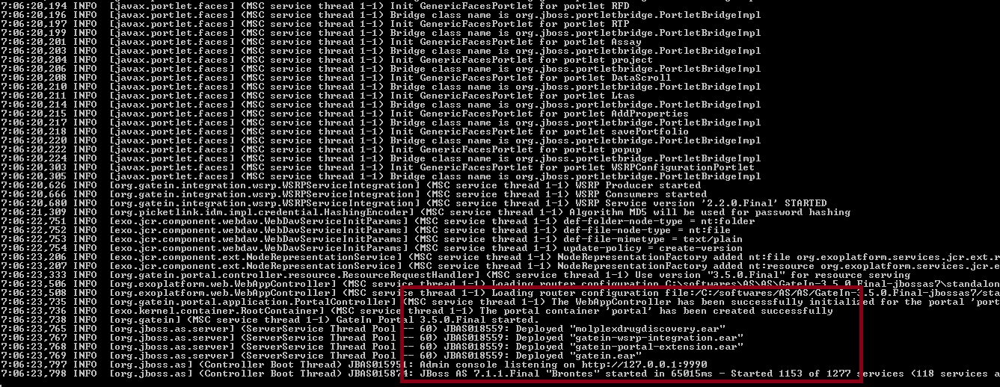 7:06:20,194 INFO  [javax.portlet.faces] (MSC service thread 1-1) Init GenericFacesPortlet for portlet RFD
7:06:20,196 INFO  [javax.portlet.faces] (MSC service thread 1-1) Bridge class name is org.jboss.portletbridge.PortletBridgeImpl
7:06:20,197 INFO  [javax.portlet.faces] (MSC service thread 1-1) Init GenericFacesPortlet for portlet RTP
7:06:20,199 INFO  [javax.portlet.faces] (MSC service thread 1-1) Bridge class name is org.jboss.portletbridge.PortletBridgeImpl
7:06:20,201 INFO  [javax.portlet.faces] (MSC service thread 1-1) Init GenericFacesPortlet for portlet Assay
7:06:20,203 INFO  [javax.portlet.faces] (MSC service thread 1-1) Bridge class name is org.jboss.portletbridge.PortletBridgeImpl
7:06:20,204 INFO  [javax.portlet.faces] (MSC service thread 1-1) Init GenericFacesPortlet for portlet project
7:06:20,206 INFO  [javax.portlet.faces] (MSC service thread 1-1) Bridge class name is org.jboss.portletbridge.PortletBridgeImpl
7:06:20,208 INFO  [javax.portlet.faces] (MSC service thread 1-1) Init GenericFacesPortlet for portlet DataScroll
7:06:20,210 INFO  [javax.portlet.faces] (MSC service thread 1-1) Bridge class name is org.jboss.portletbridge.PortletBridgeImpl
7:06:20,211 INFO  [javax.portlet.faces] (MSC service thread 1-1) Init GenericFacesPortlet for portlet Ltas
7:06:20,214 INFO  [javax.portlet.faces] (MSC service thread 1-1) Bridge class name is org.jboss.portletbridge.PortletBridgeImpl
7:06:20,215 INFO  [javax.portlet.faces] (MSC service thread 1-1) Init GenericFacesPortlet for portlet AddProperties
7:06:20,217 INFO  [javax.portlet.faces] (MSC service thread 1-1) Bridge class name is org.jboss.portletbridge.PortletBridgeImpl
7:06:20,218 INFO  [javax.portlet.faces] (MSC service thread 1-1) Init GenericFacesPortlet for portlet savePortfolio
7:06:20,220 INFO  [javax.portlet.faces] (MSC service thread 1-1) Bridge class name is org.jboss.portletbridge.PortletBridgeImpl
7:06:20,222 INFO  [javax.portlet.faces] (MSC service thread 1-1) Init GenericFacesPortlet for portlet popup
7:06:20,224 INFO  [javax.portlet.faces] (MSC service thread 1-1) Bridge class name is org.jboss.portletbridge.PortletBridgeImpl
7:06:20,303 INFO  [javax.portlet.faces] (MSC service thread 1-1) Init GenericFacesPortlet for portlet WSRPConfigurationPortlet
7:06:20,305 INFO  [javax.portlet.faces] (MSC service thread 1-1) Bridge class name is org.jboss.portletbridge.PortletBridgeImpl
7:06:20,626 INFO  [org.gatein.integration.wsrp.WSRPServiceIntegration] (MSC service thread 1-1) WSRP Producer started
7:06:20,666 INFO  [org.gatein.integration.wsrp.WSRPServiceIntegration] (MSC service thread 1-1) WSRP Consumers started
7:06:20,680 INFO  [org.gatein.integration.wsrp.WSRPServiceIntegration] (MSC service thread 1-1) WSRP Service version '2.2.0.Final' STARTED
7:06:21,309 INFO  [org.picketlink.idm.impl.credential.HashingEncoder] (MSC service thread 1-1) Algorithm MD5 will be used for password hashing
7:06:22,751 INFO  [exo.jcr.component.webdav.WebDavServiceInitParams] (MSC service thread 1-1) def-folder-node-type = nt:folder
7:06:22,752 INFO  [exo.jcr.component.webdav.WebDavServiceInitParams] (MSC service thread 1-1) def-file-node-type = nt:file
7:06:22,753 INFO  [exo.jcr.component.webdav.WebDavServiceInitParams] (MSC service thread 1-1) def-file-mimetype = text/plain
7:06:22,754 INFO  [exo.jcr.component.webdav.WebDavServiceInitParams] (MSC service thread 1-1) update-policy = create-version
7:06:23,206 INFO  [exo.jcr.component.ext.NodeRepresentationService] (MSC service thread 1-1) NodeRepresentationFactory added nt:file org.exoplatform.services.jcr.ext.r
7:06:23,207 INFO  [exo.jcr.component.ext.NodeRepresentationService] (MSC service thread 1-1) NodeRepresentationFactory added nt:resource org.exoplatform.services.jcr.e
7:06:23,333 INFO  [org.gatein.portal.controller.resource.ResourceRequestHandler] (MSC service thread 1-1) Use version "3.5.0.Final" for resource serving
7:06:23,506 INFO  [org.exoplatform.web.WebAppController] (MSC service thread 1-1) Loading router configuration C:\softwares\AS\AS\GateIn-3.5.0.Final-jbossas7\standalon
7:06:23,508 INFO  [org.exoplatform.web.WebAppController] (MSC service thread 1-1) Loading router configuration file:/C:/softwares/AS/AS/GateIn-3.5.0.Final-jbossas7/sta
7:06:23,735 INFO  [org.gatein.portal.application.PortalController] (MSC service thread 1-1) The WebAppController has been successfully initialized for the portal 'port
7:06:23,736 INFO  [exo.kernel.container.RootContainer] (MSC service thread 1-1) The portal container 'portal' has been created successfully
7:06:23,738 INFO  [org.gatein] (MSC service thread 1-1) GateIn Portal 3.5.0.Final started.
7:06:23,765 INFO  [org.jboss.as.server] (ServerService Thread Pool -- 60) JBAS018559: Deployed "molplexdrugdiscovery.ear"
7:06:23,767 INFO  [org.jboss.as.server] (ServerService Thread Pool -- 60) JBAS018559: Deployed "gatein-wsrp-integration.ear"
7:06:23,768 INFO  [org.jboss.as.server] (ServerService Thread Pool -- 60) JBAS018559: Deployed "gatein-portal-extension.ear"
7:06:23,769 INFO  [org.jboss.as.server] (ServerService Thread Pool -- 60) JBAS018559: Deployed "gatein.ear"
7:06:23,797 INFO  [org.jboss.as] (Controller Boot Thread) JBAS015951: Admin console listening on http://127.0.0.1:9990
7:06:23,798 INFO  [org.jboss.as] (Controller Boot Thread) JBAS015874: JBoss AS 7.1.1.Final "Brontes" started in 65015ms - Started 1153 of 1277 services (118 services a